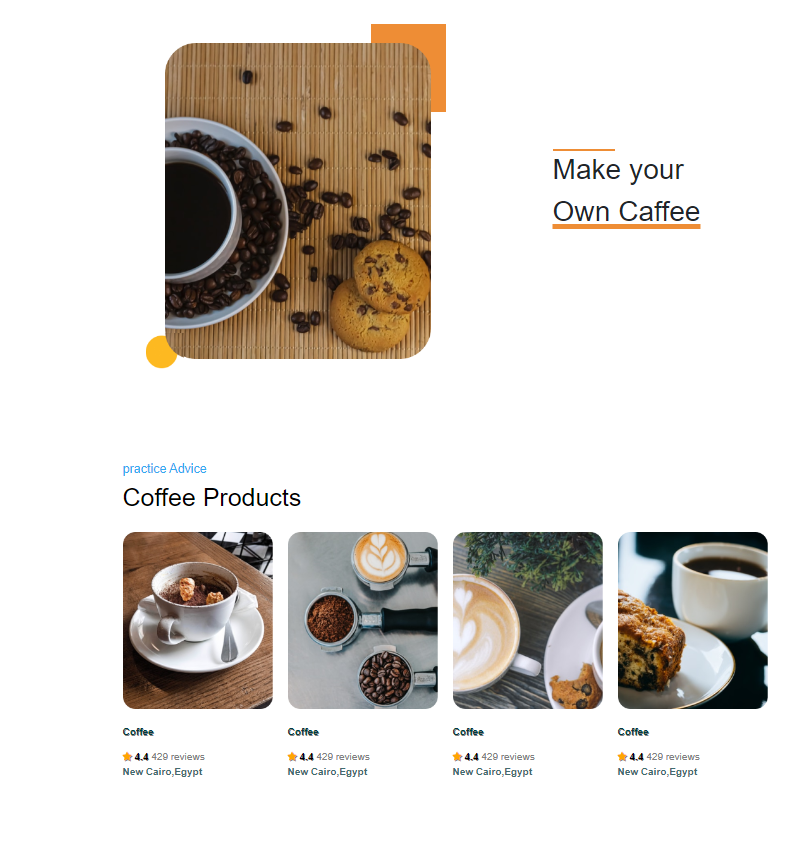 Make your
Own Caffee
practice Advice
Coffee Products
Coffee
4.4 429 reviews
New Cairo,Egypt
Coffee
4.4 429 reviews
New Cairo,Egypt
Coffee
4.4 429 reviews
New Cairo,Egypt
Coffee
4.4 429 reviews
New Cairo,Egypt